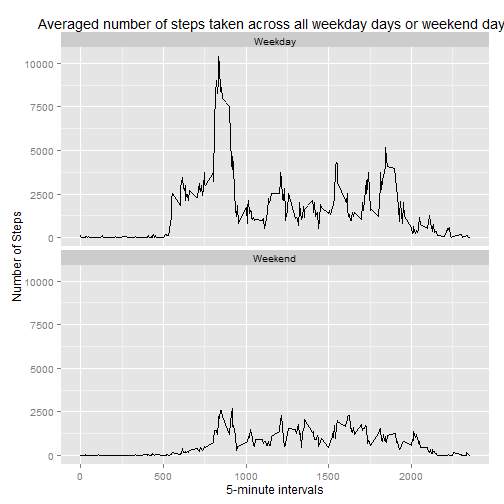 Averaged number of steps taken across all weekday days or weekend day
Weekday
10000
7500
5000
2500
0
Number of Steps
Weekend
10000
7500
5000
2500
0
0 500 1000 1500 2000
5-minute intervals